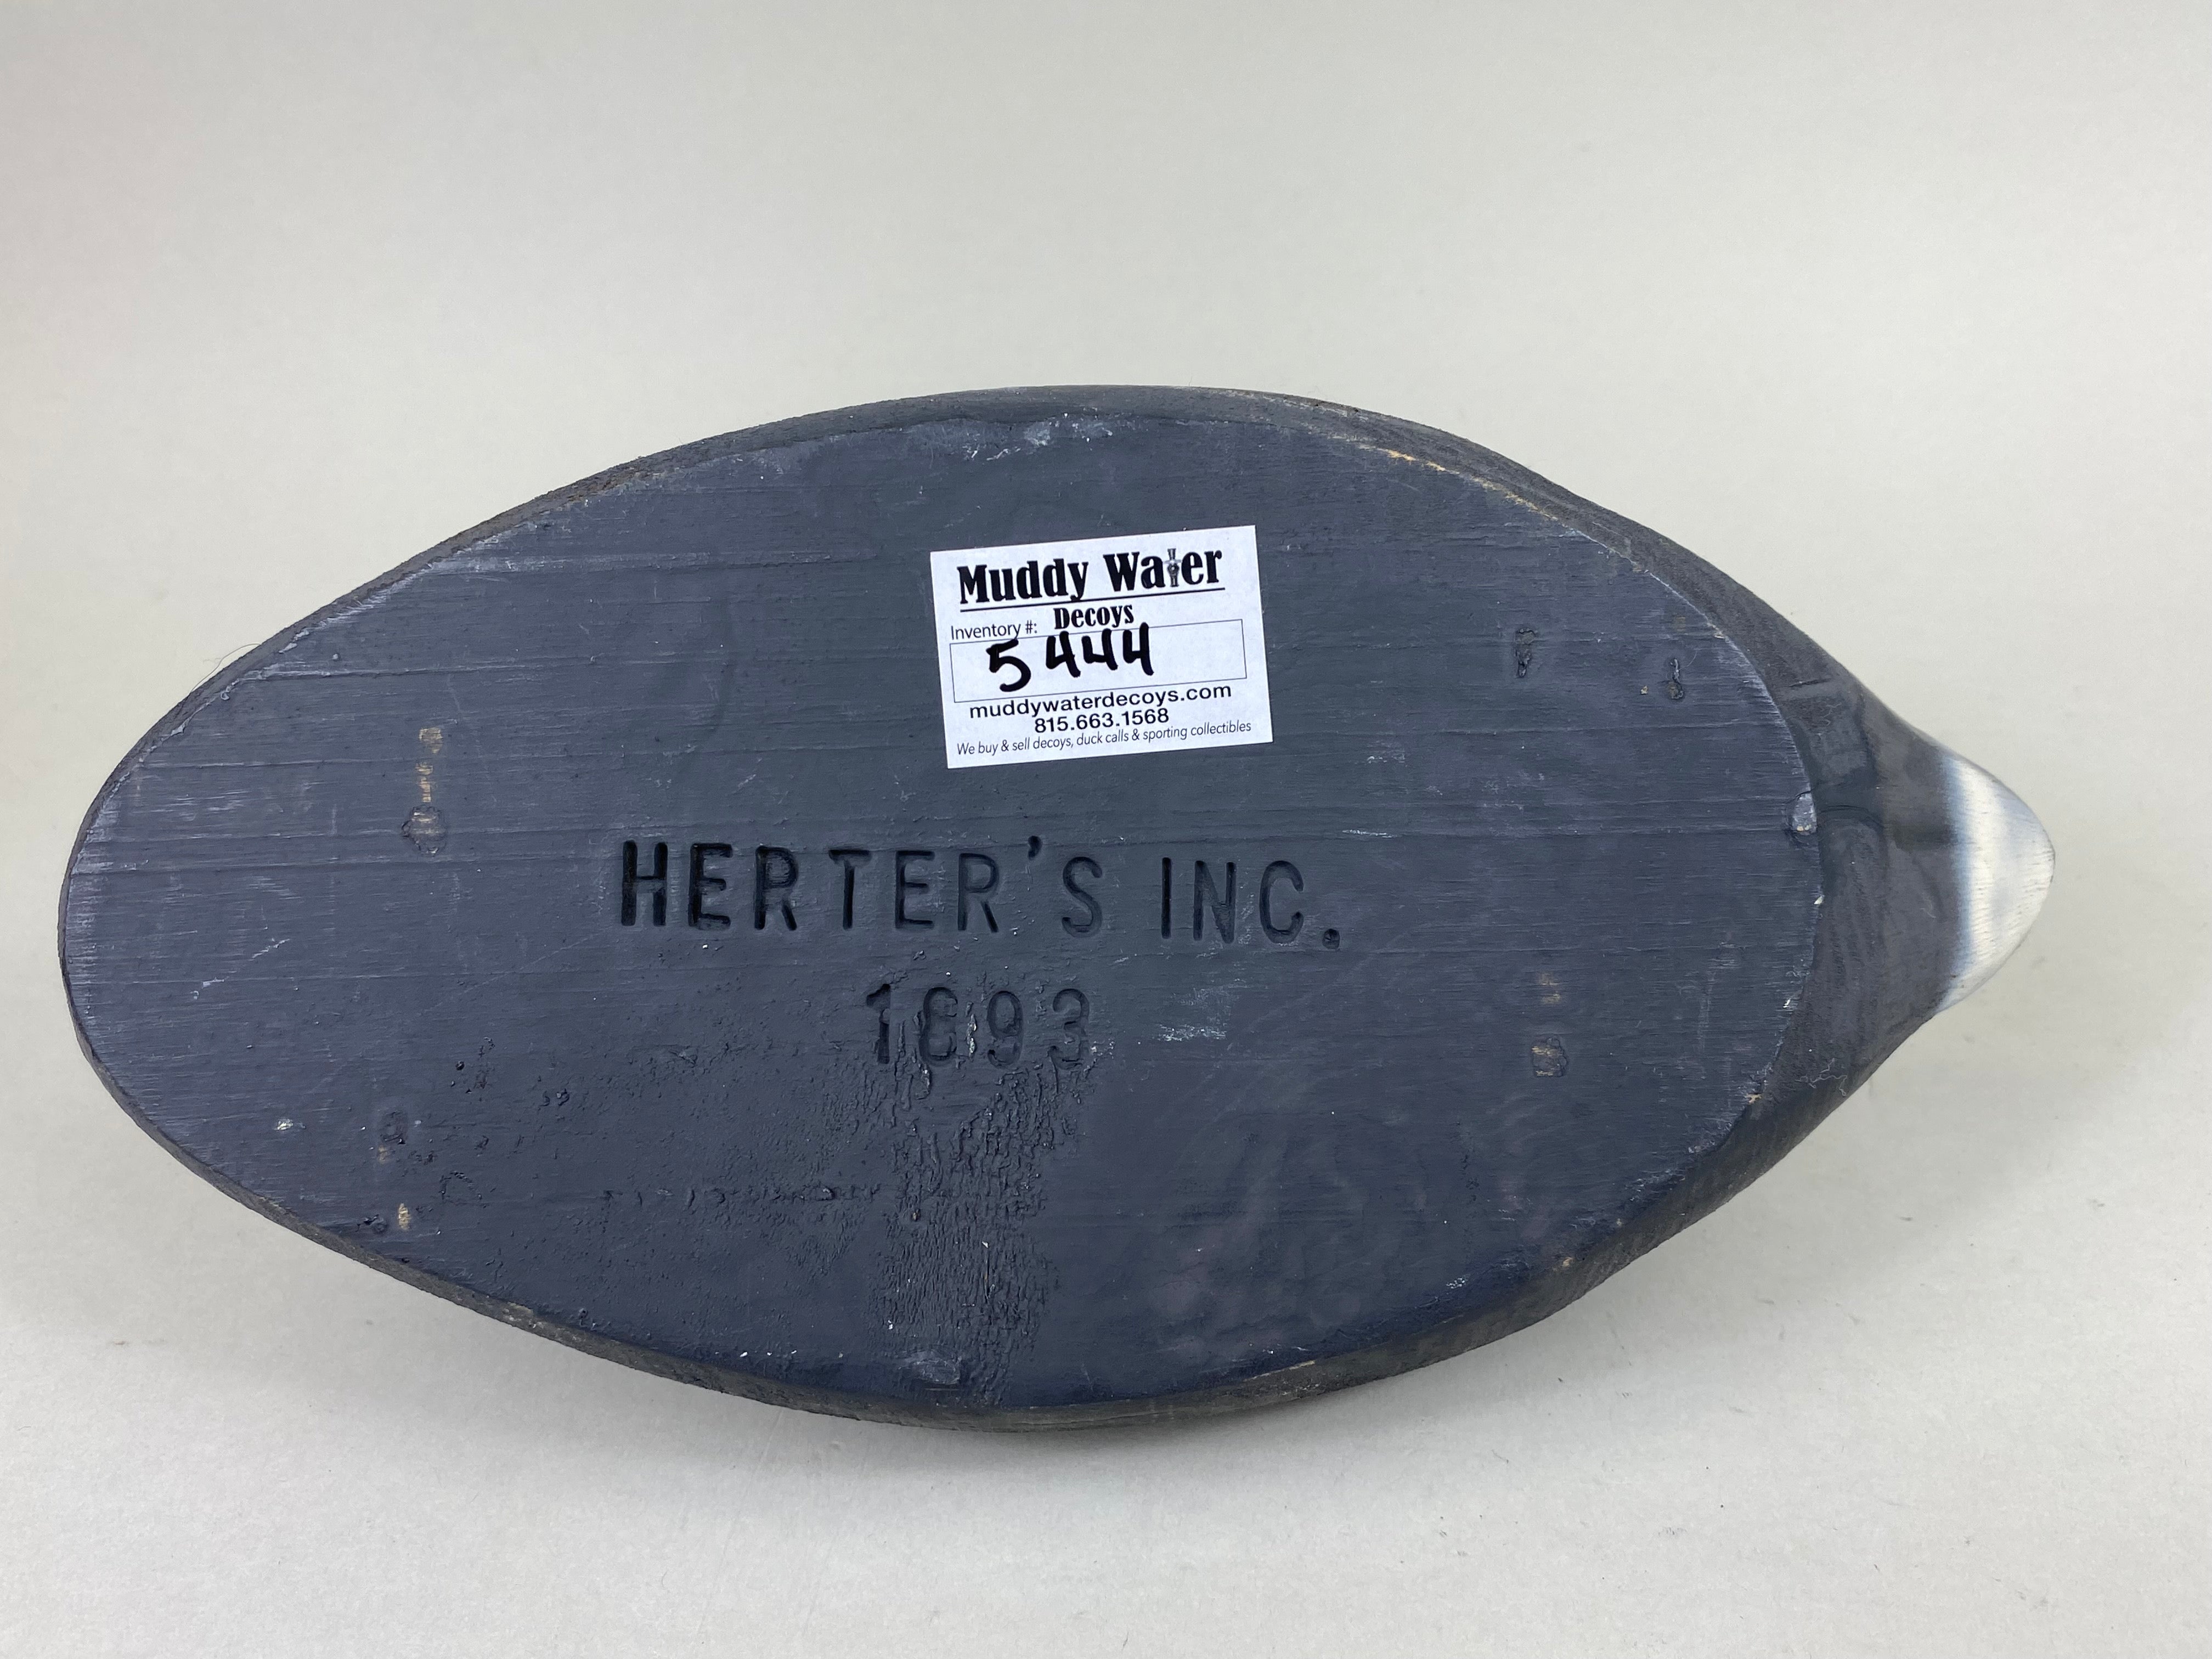 Muddy Water
Decoys
Inventory #:
5444
muddywaterdecoys.com
815.663.1568
We buy & sell decoys, duck calls & sporting collectibles
HERTER'S INC.
1893